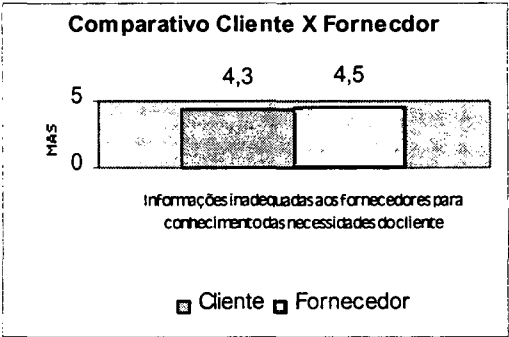 Comparativo Cliente X Fornecdor
4,3 4,5
5
MAS
0
Informações inadequadas aos fornecedores para
conhecimento das necessidades do cliente
Cliente Fornecedor